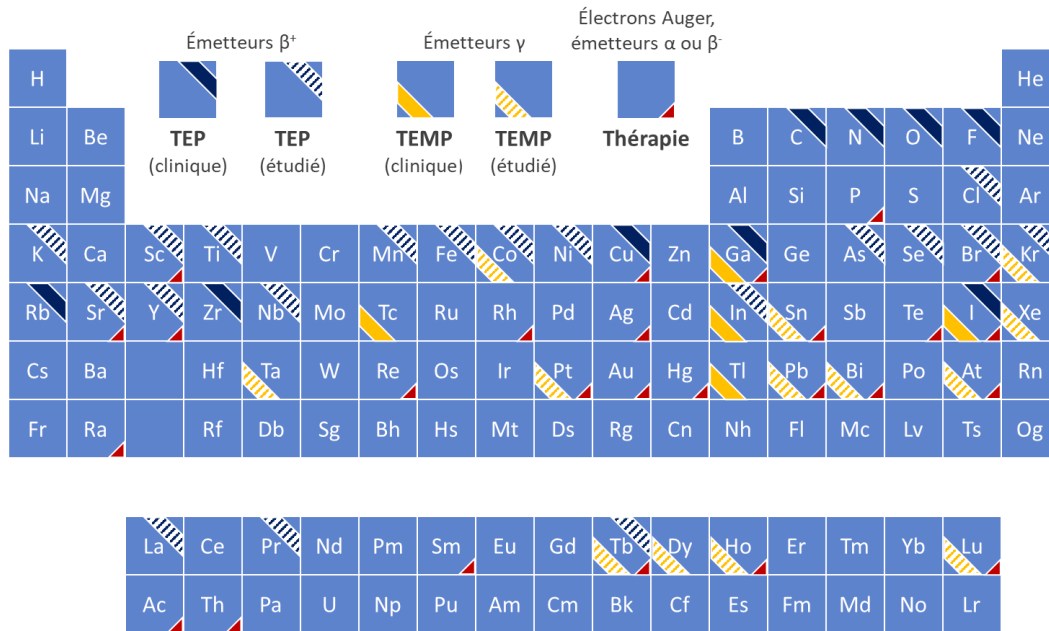 Électrons Auger,
émetteurs α ou β-
Émetteurs β+
Émetteurs γ
TEP
(clinique)
TEP
(étudié)
TEMP
(clinique)
TEMP
(étudié)
Thérapie
H He
Li Be B C N O F Ne
Na Mg Al Si P S Cl Ar
K Ca Sc Ti V Cr Mn Fe Co Ni Cu Zn Ga Ge As Se Br Kr
Rb Sr Y Zr Nb Mo Tc Ru Rh Pd Ag Cd In Sn Sb Te I Xe
Cs Ba Hf Ta W Re Os Ir Pt Au Hg Tl Pb Bi Po At Rn
Fr Ra Rf Db Sg Bh Hs Mt Ds Rg Cn Nh Fl Mc Lv Ts Og
La Ce Pr Nd Pm Sm Eu Gd Tb Dy Ho Er Tm Yb Lu
Ac Th Pa U Np Pu Am Cm Bk Cf Es Fm Md No Lr